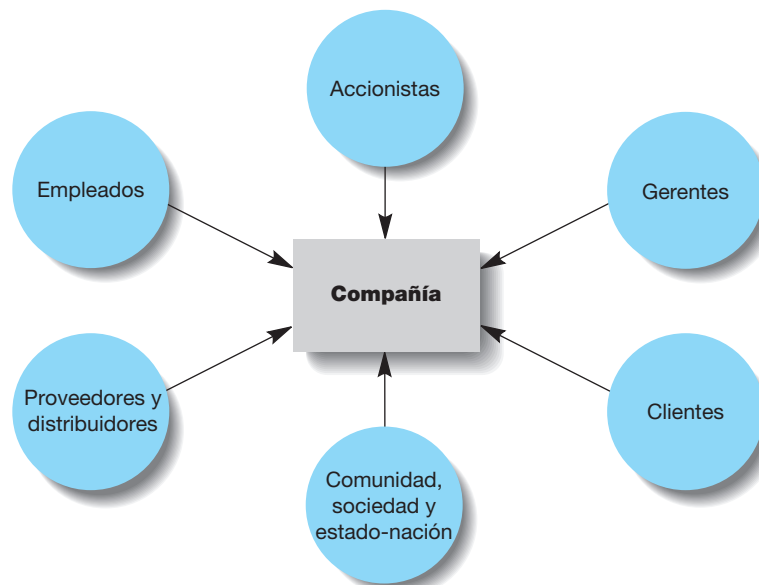 Accionistas
Empleados
Gerentes
Compañía
Proveedores y
distribuidores
Clientes
Comunidad,
sociedad y
estado-nación